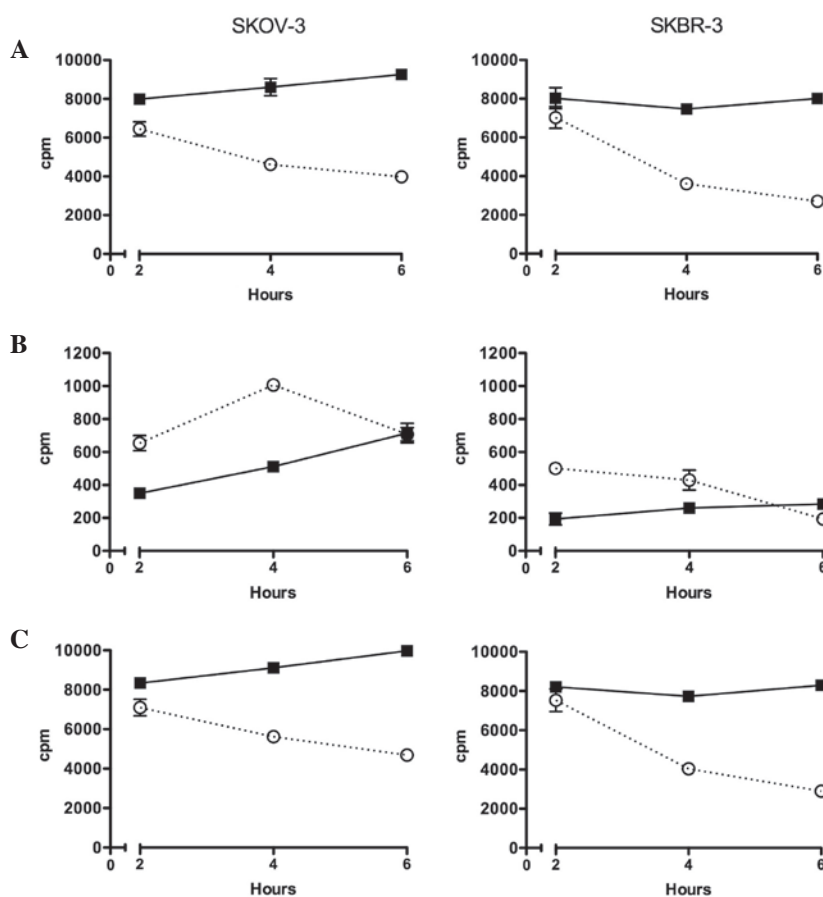 SKOV-3 SKBR-3
A
10000 10000
8000 8000
6000 6000
4000 4000
2000 2000
0 0
cpm cpm
0 2 4 6 0 2 4 6
Hours Hours
B
1200 1200
1000 1000
800 800
600 600
400 400
200 200
0 0
cpm cpm
0 2 4 6 0 2 4 6
Hours Hours
C
10000 10000
8000 8000
6000 6000
4000 4000
2000 2000
0 0
cpm cpm
0 2 4 6 0 2 4 6
Hours Hours